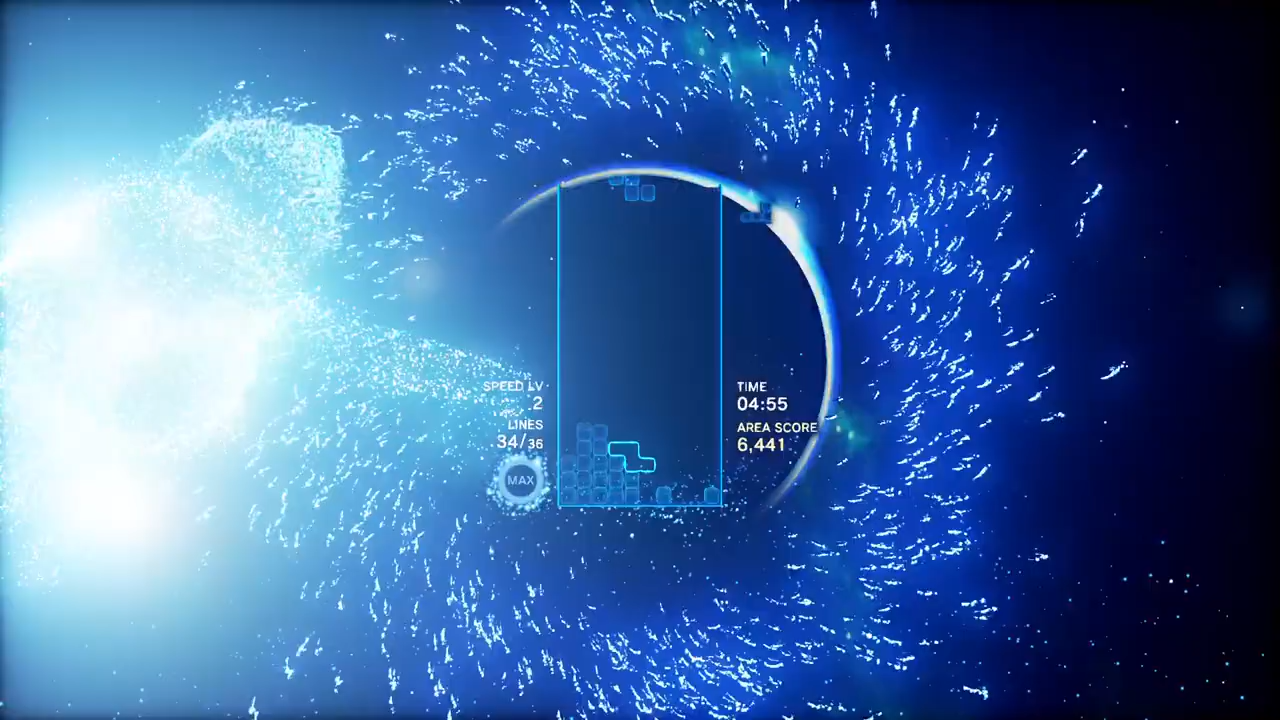 SPEED LV
2
LINES
34/36
MAX
TIME
04:55
AREA SCORE
6,441